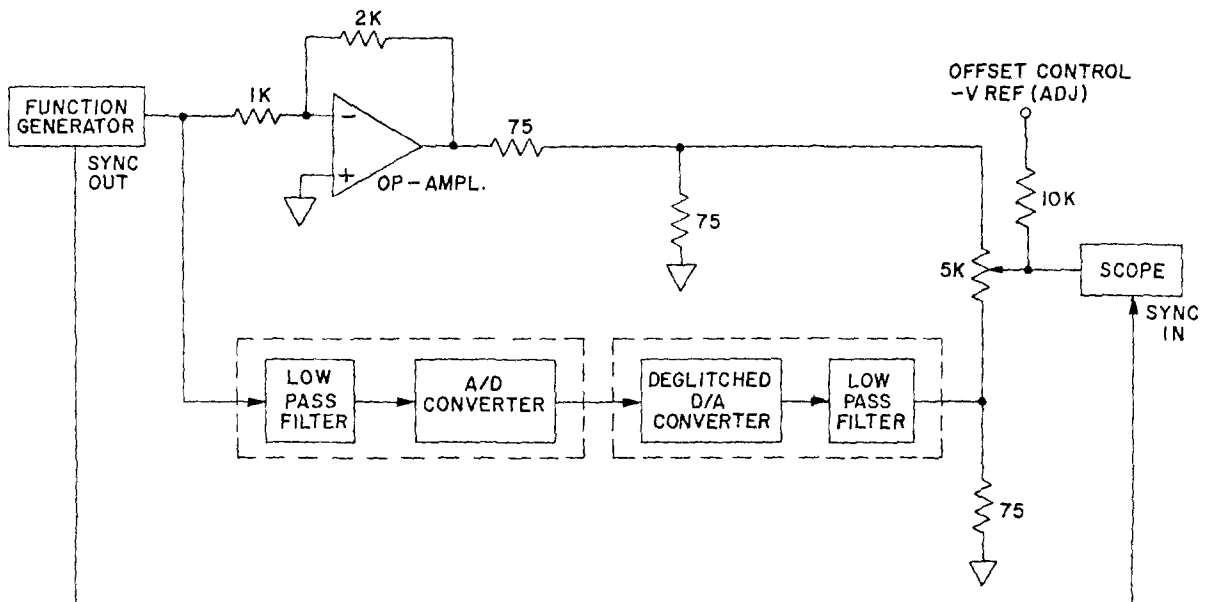 2K
OFFSET CONTROL
-V REF (ADJ)
FUNCTION
GENERATOR
1K
75
SYNC
OUT
-
+
OP-AMPL.
75
10K
5K
SCOPE
SYNC
IN
LOW
PASS
FILTER
A/D
CONVERTER
DEGLITCHED
D/A
CONVERTER
LOW
PASS
FILTER
75